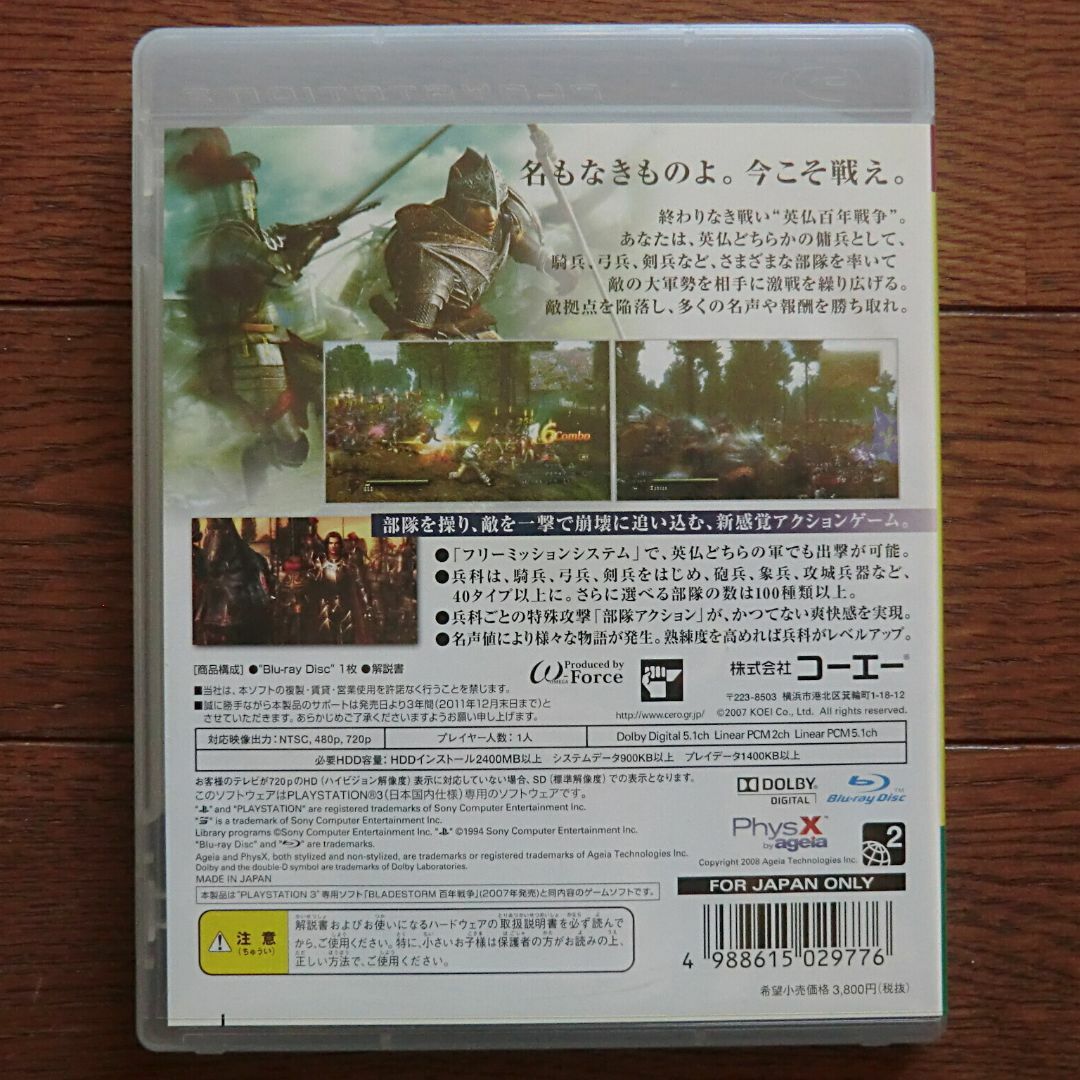 PLAYSTATION 3
名もなきものよ。今こそ戦え。
終わりなき戦い“英仏百年戦争”。
あなたは、英仏どちらかの傭兵として、
騎兵、弓兵、剣兵など、さまざまな部隊を率いて
敵の大軍勢を相手に激戦を繰り広げる。
敵拠点を陥落し、多くの名声や報酬を勝ち取れ。
16 Combo
部隊を操り、敵を一撃で崩壊に追い込む、新感覚アクションゲーム。
●「フリーミッションシステム」で、英仏どちらの軍でも出撃が可能。
●兵科は、騎兵、弓兵、剣兵をはじめ、砲兵、象兵、攻城兵器など、
40タイプ以上に。さらに選べる部隊の数は100種類以上。
●兵科ごとの特殊攻撃「部隊アクション」が、かつてない爽快感を実現。
●名声値により様々な物語が発生。熟練度を高めれば兵科がレベルアップ。
[商品構成] ●"Blu-ray Disc" 1枚 ●解説書
■当社は、本ソフトの複製・賃貸・営業使用を許諾なく行うことを禁じます。
■誠に勝手ながら本製品のサポートは発売日より3年間(2011年12月末日まで)と
させていただきます。あらかじめご了承くださいますようお願い申し上げます。
ω OMEGA Produced by Force
http://www.cero.gr.jp/
株式会社 コーエー®
〒223-8503 横浜市港北区箕輪町1-18-12
©2007 KOEI Co., Ltd. All rights reserved.
対応映像出力：NTSC, 480p, 720p
プレイヤー人数：1人
Dolby Digital 5.1ch Linear PCM 2ch Linear PCM 5.1ch
必要HDD容量：HDDインストール2400MB以上 システムデータ900KB以上 プレイデータ1400KB以上
お客様のテレビが720pのHD（ハイビジョン解像度）表示に対応していない場合、SD（標準解像度）での表示となります。
このソフトウェアはPLAYSTATION®3（日本国内仕様）専用のソフトウェアです。
" " and "PLAYSTATION" are registered trademarks of Sony Computer Entertainment Inc.
" " is a trademark of Sony Computer Entertainment Inc.
Library programs ©Sony Computer Entertainment Inc. " " ©1994 Sony Computer Entertainment Inc.
"Blu-ray Disc" and " " are trademarks.
Ageia and PhysX, both stylized and non-stylized, are trademarks or registered trademarks of Ageia Technologies Inc.
Dolby and the double-D symbol are trademarks of Dolby Laboratories.
MADE IN JAPAN
DOLBY DIGITAL
Blu-ray Disc™
PhysX by ageia
Copyright 2008 Ageia Technologies Inc.
2
本製品は"PLAYSTATION 3"専用ソフト「BLADESTORM 百年戦争」(2007年発売)と同内容のゲームソフトです。
FOR JAPAN ONLY
注意
（ちゅうい）
解説書およびお使いになるハードウェアの取扱説明書を必ず読んで
から、ご使用ください。特に、小さいお子様は保護者の方がお読みの上、
正しい方法で、ご使用ください。
4 988615 029776
希望小売価格 3,800円(税抜)